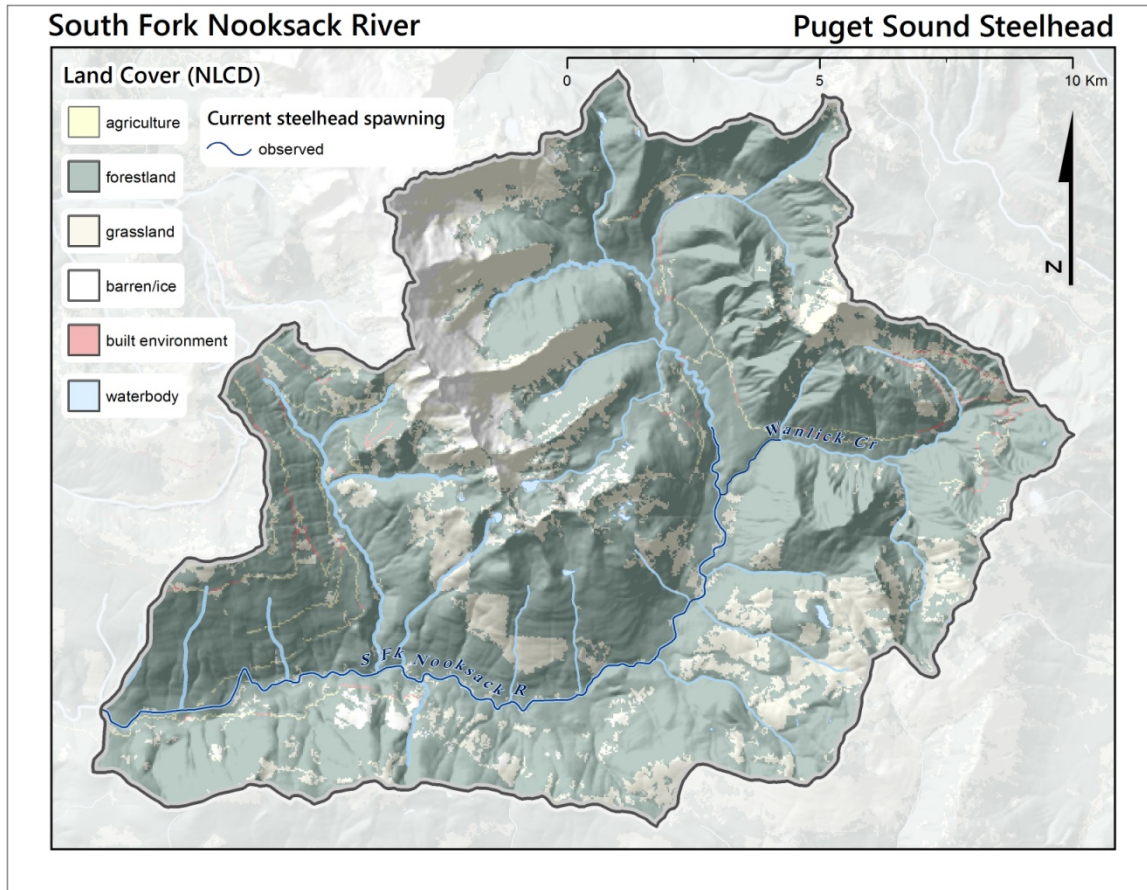 South Fork Nooksack River
Puget Sound Steelhead
Land Cover (NLCD)
agriculture
forestland
grassland
barren/ice
built environment
waterbody
Current steelhead spawning
observed
0 5 10 Km
N
Wanlick Cr
S Fk Nooksack R